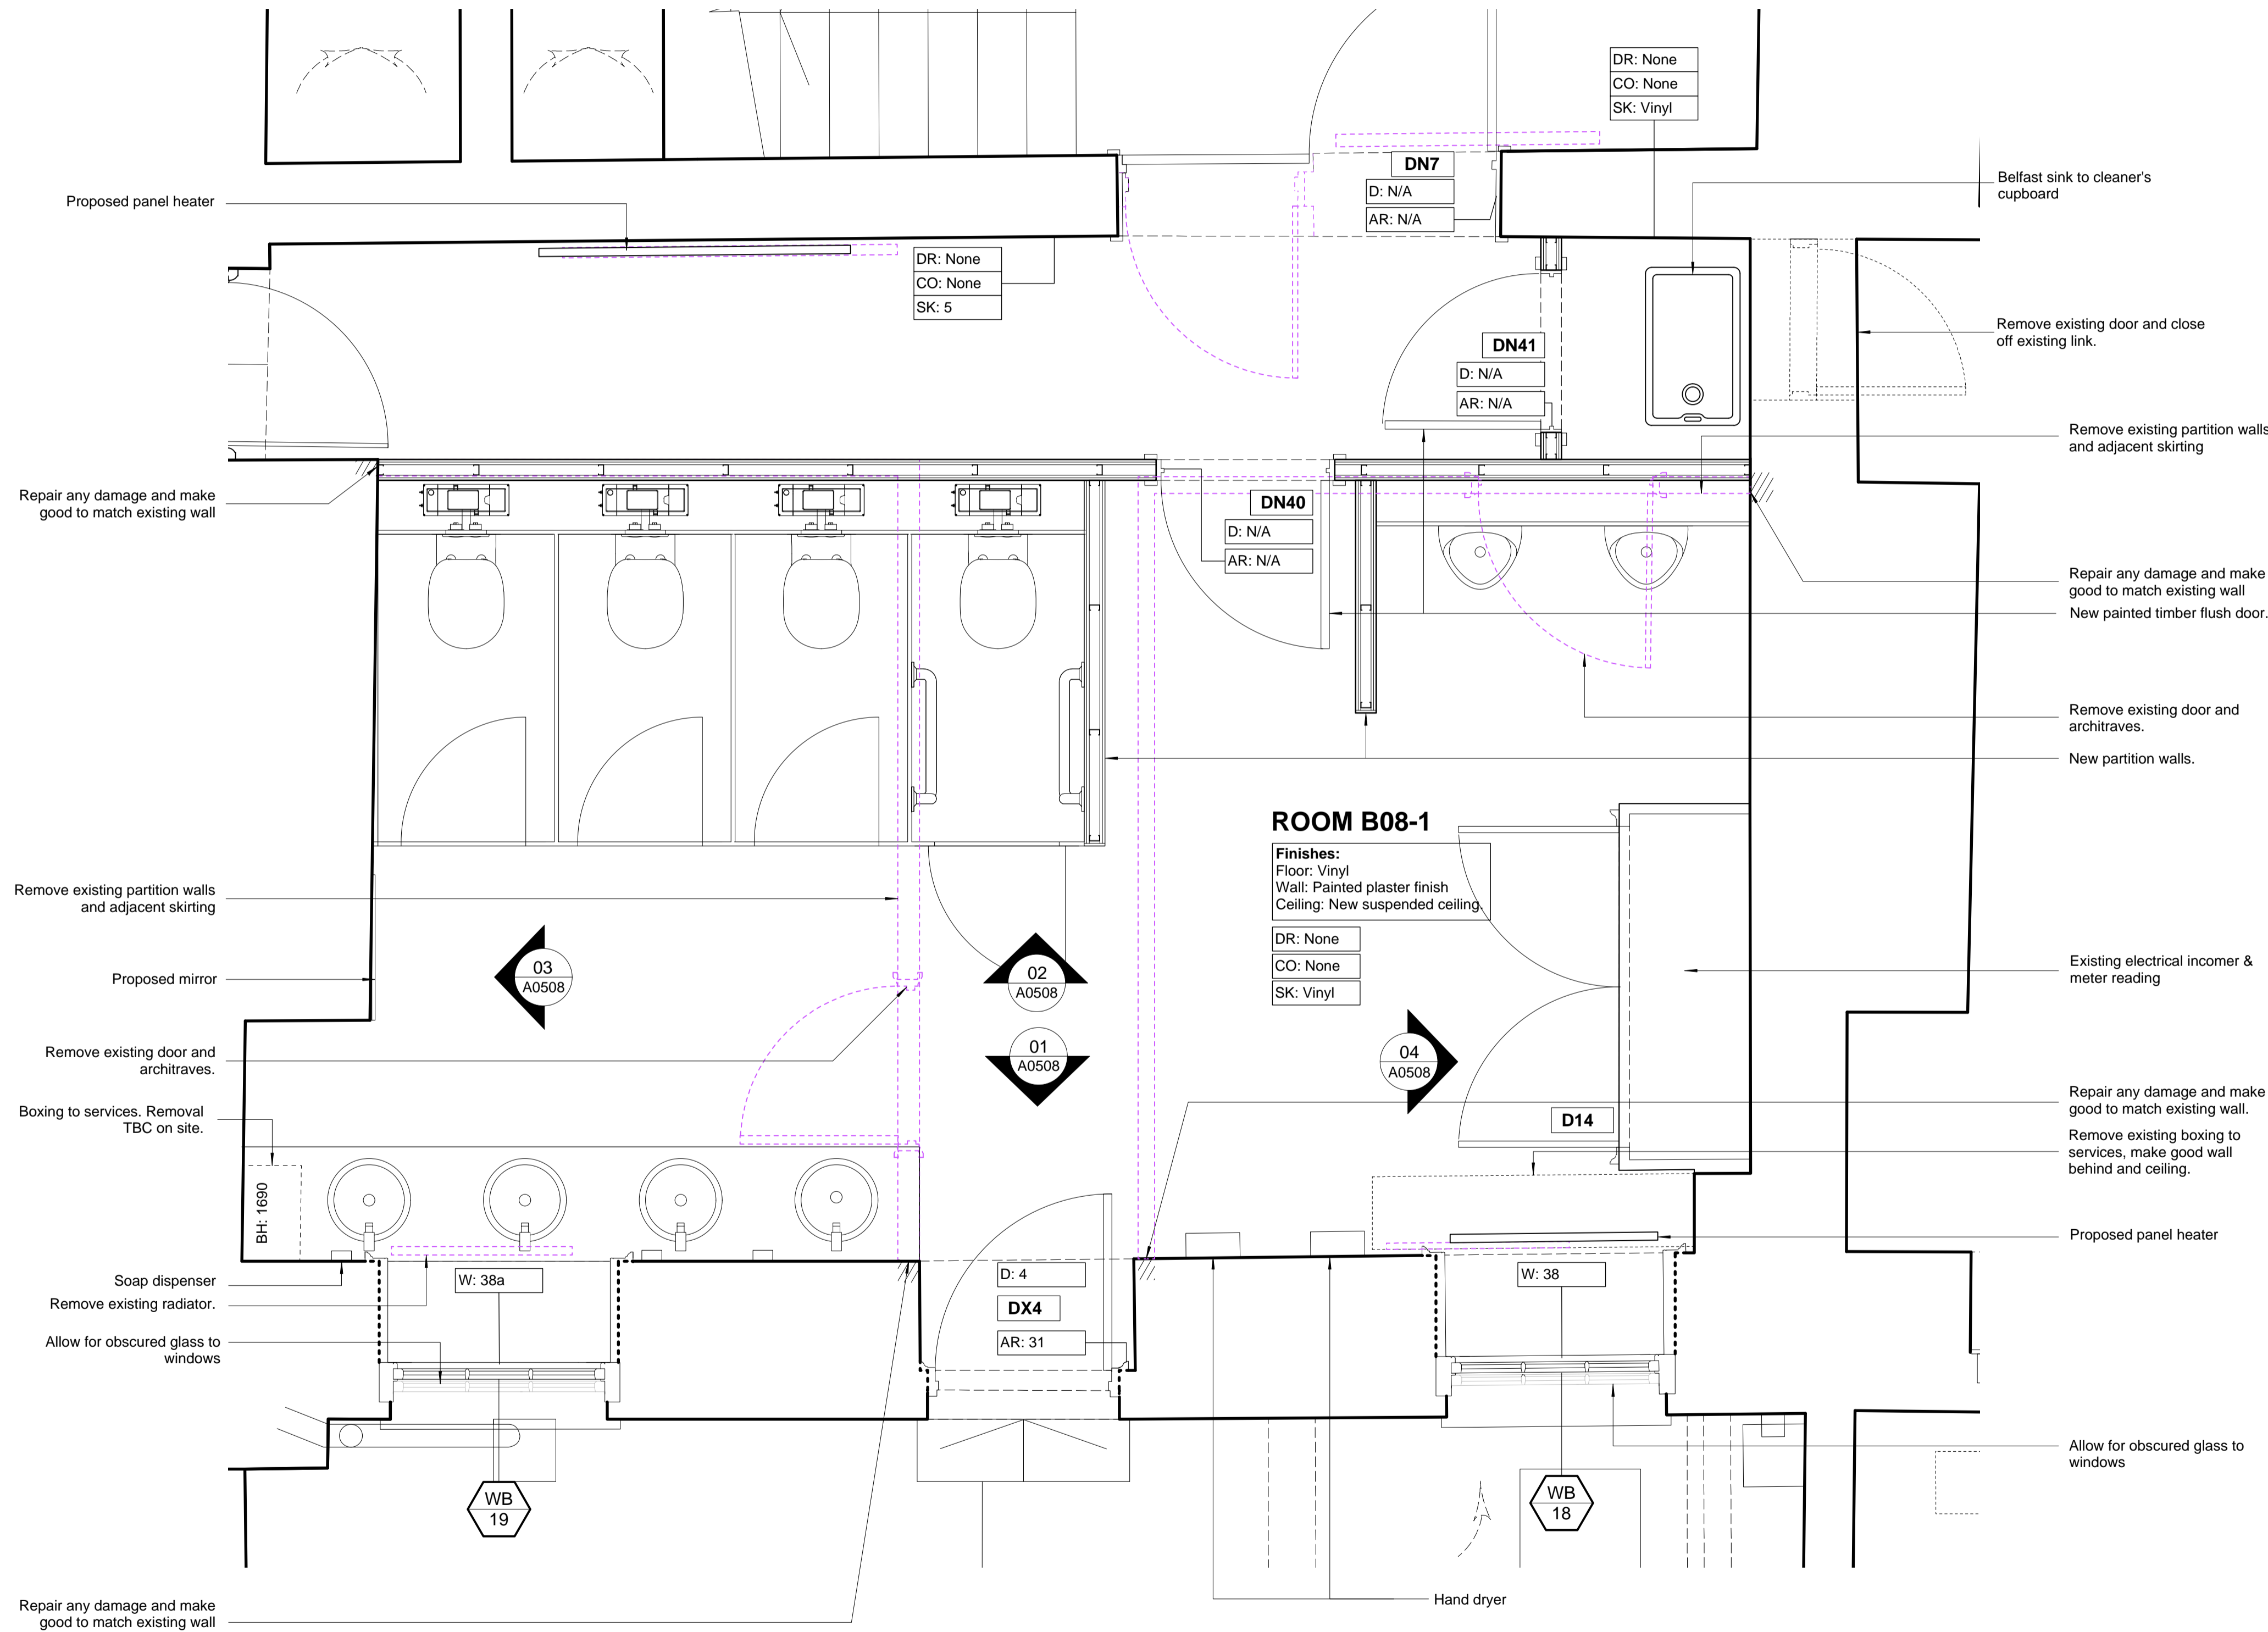 DR: None
CO: None
SK: Vinyl
DN7
D: N/A
AR: N/A
Proposed panel heater
DR: None
CO: None
SK: 5
Belfast sink to cleaner's
cupboard
Remove existing door and close
off existing link.
DN41
D: N/A
AR: N/A
Remove existing partition walls
and adjacent skirting
Repair any damage and make
good to match existing wall
DN40
D: N/A
AR: N/A
Repair any damage and make
good to match existing wall
New painted timber flush door.
Remove existing door and
architraves.
New partition walls.
ROOM B08-1
Finishes:
Floor: Vinyl
Wall: Painted plaster finish
Ceiling: New suspended ceiling.
DR: None
CO: None
SK: Vinyl
Remove existing partition walls
and adjacent skirting
Proposed mirror
03
A0508
02
A0508
Existing electrical incomer &
meter reading
Remove existing door and
architraves.
01
A0508
04
A0508
Boxing to services. Removal
TBC on site.
D14
Repair any damage and make
good to match existing wall.
Remove existing boxing to
services, make good wall
behind and ceiling.
BH: 1690
Proposed panel heater
Soap dispenser
Remove existing radiator.
Allow for obscured glass to
windows
W: 38a
D: 4
DX4
AR: 31
W: 38
Allow for obscured glass to
windows
WB
19
WB
18
Repair any damage and make
good to match existing wall
Hand dryer